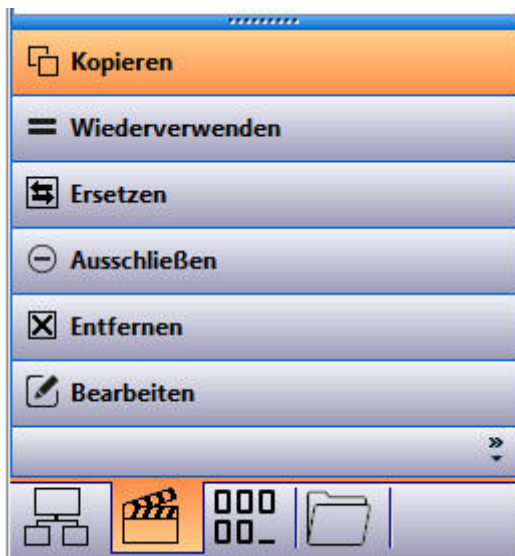 Kopieren
Wiederverwenden
Ersetzen
Ausschließen
Entfernen
Bearbeiten